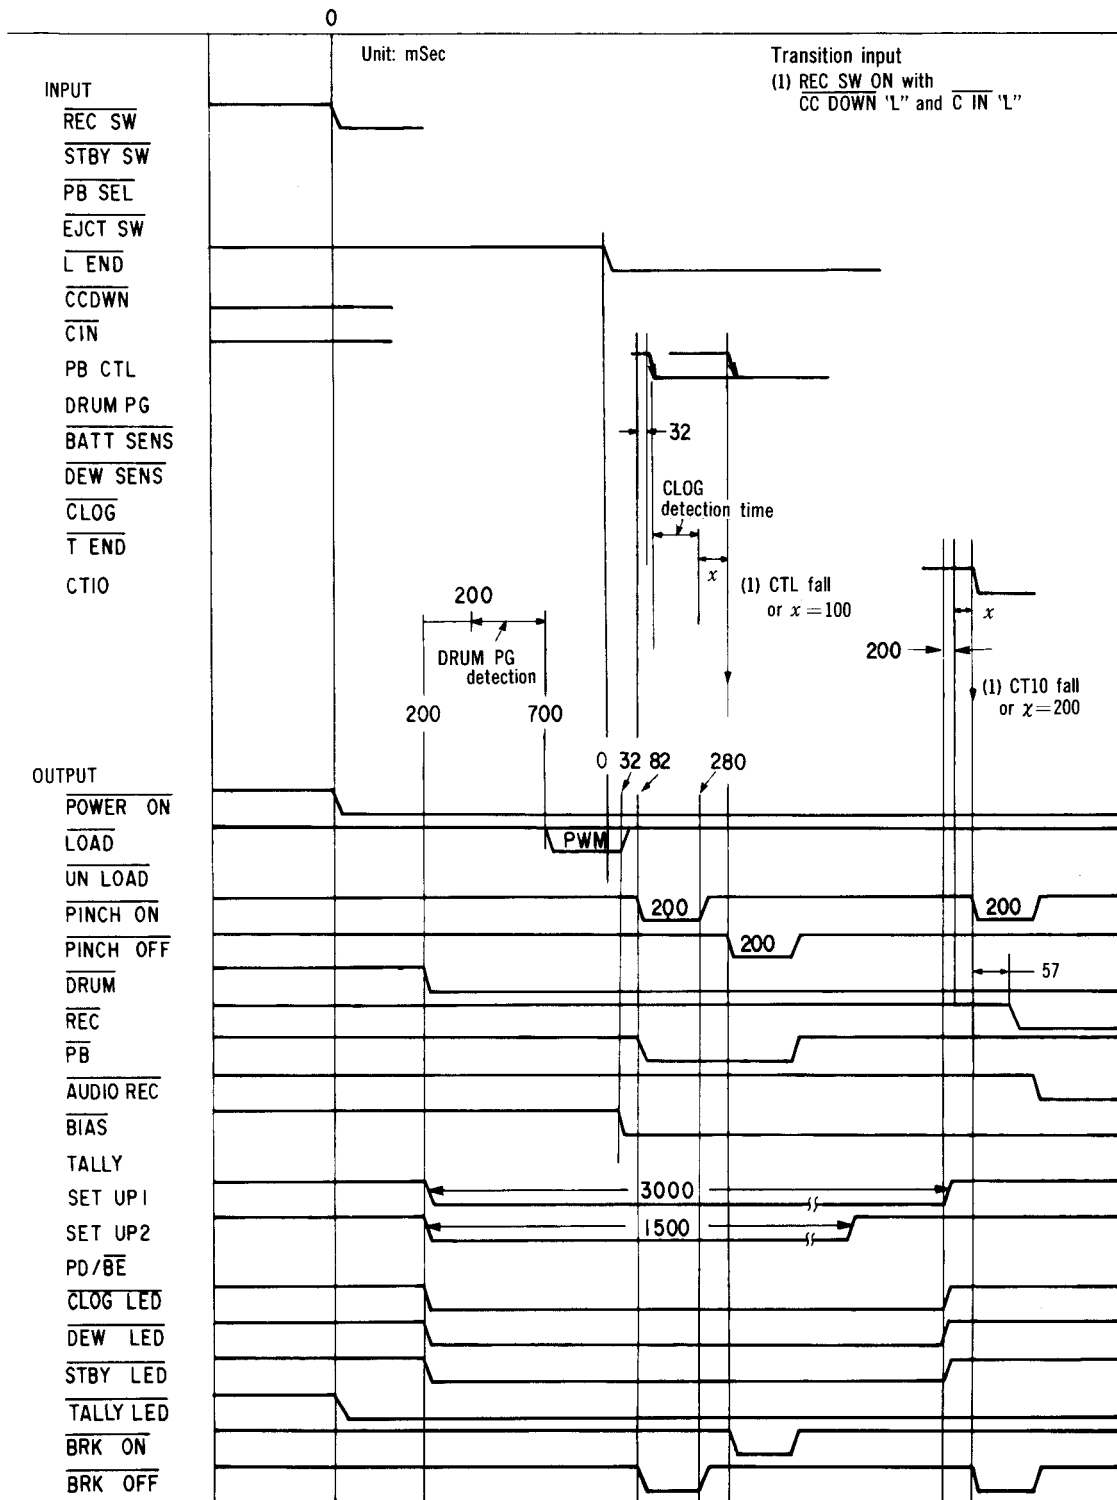 0
Unit: mSec
Transition input
(1) REC SW ON with
CC DOWN "L" and C IN "L"
INPUT
REC SW
STBY SW
PB SEL
EJCT SW
L END
CCDWN
CIN
PB CTL
DRUM PG
BATT SENS
32
DEW SENS
CLOG
detection time
CLOG
T END
CTIO
x
(1) CTL fall
or x=100
x
200
DRUM PG
detection
200
(1) CT10 fall
or x=200
200
700
0 32 82 280
OUTPUT
POWER ON
LOAD
PWM
UN LOAD
PINCH ON
200
200
PINCH OFF
200
DRUM
57
REC
PB
AUDIO REC
BIAS
TALLY
SET UP1
3000
SET UP2
1500
PD/BE
CLOG LED
DEW LED
STBY LED
TALLY LED
BRK ON
BRK OFF